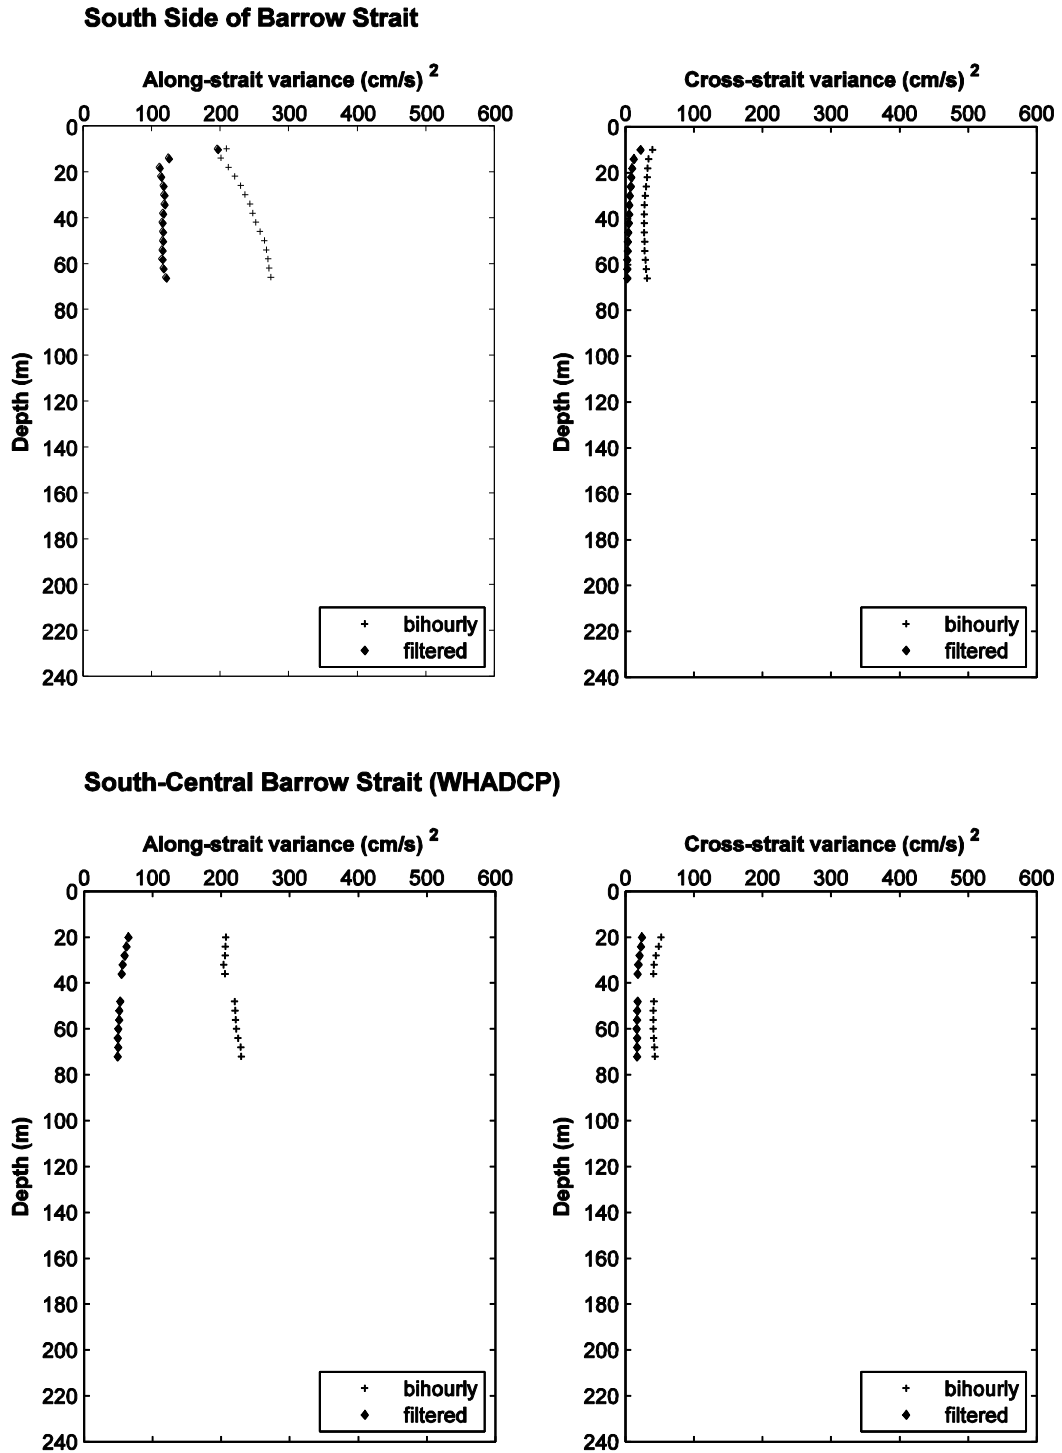 South Side of Barrow Strait
Along-strait variance (cm/s) 2
0 100 200 300 400 500 600
0
20
40
60
80
100
120
140
160
180
200
220
240
Depth (m)
bihourly
filtered
Cross-strait variance (cm/s) 2
0 100 200 300 400 500 600
0
20
40
60
80
100
120
140
160
180
200
220
240
Depth (m)
bihourly
filtered
South-Central Barrow Strait (WHADCP)
Along-strait variance (cm/s) 2
0 100 200 300 400 500 600
0
20
40
60
80
100
120
140
160
180
200
220
240
Depth (m)
bihourly
filtered
Cross-strait variance (cm/s) 2
0 100 200 300 400 500 600
0
20
40
60
80
100
120
140
160
180
200
220
240
Depth (m)
bihourly
filtered